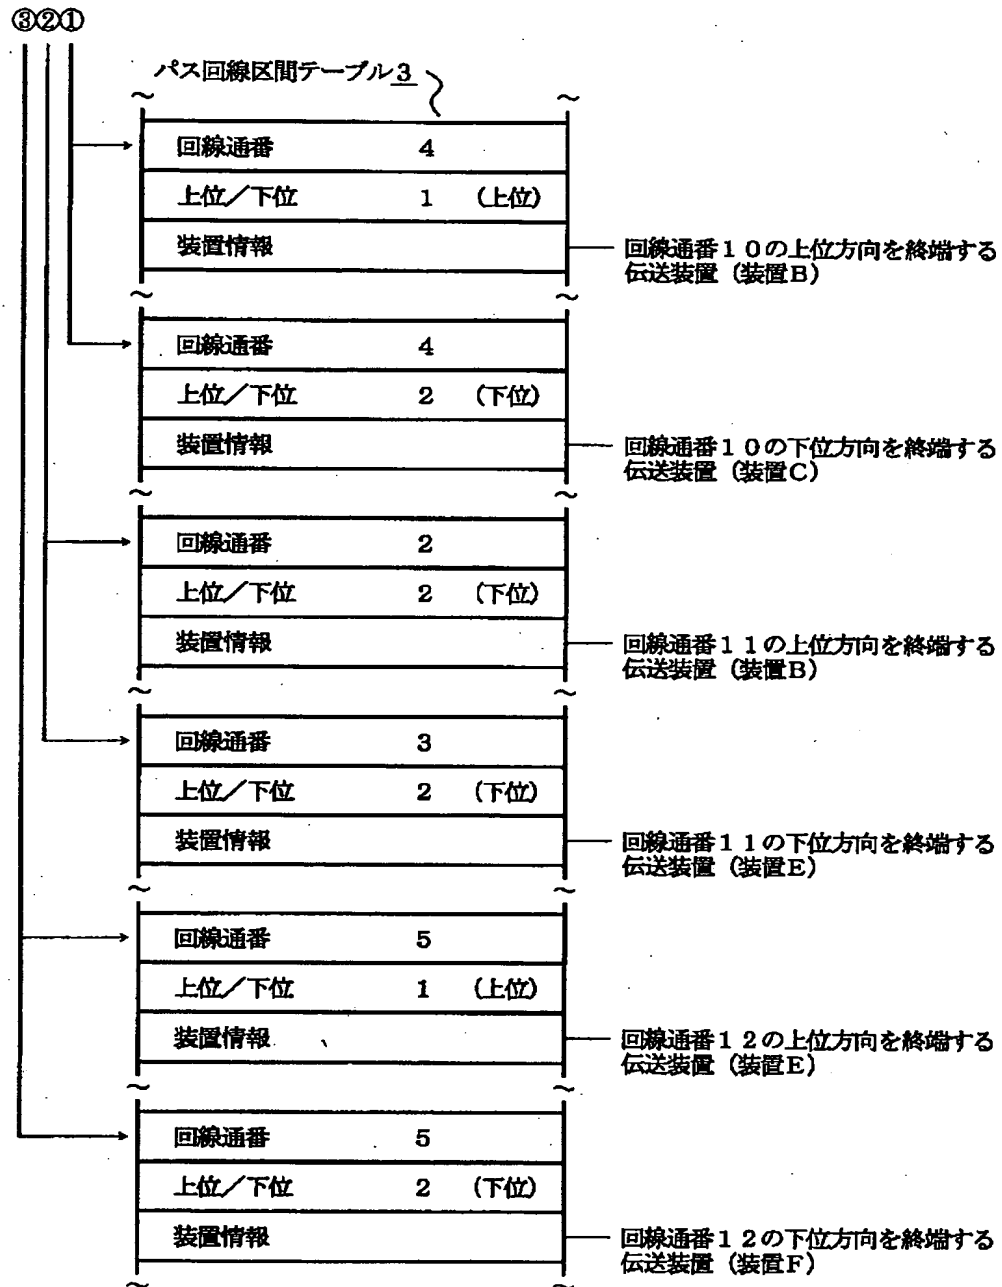 ③②①
パス回線区間テーブル3
回線通番 4
上位/下位 1 (上位)
装置情報
回線通番10の上位方向を終端する
伝送装置(装置B)
回線通番 4
上位/下位 2 (下位)
装置情報
回線通番10の下位方向を終端する
伝送装置(装置C)
回線通番 2
上位/下位 2 (下位)
装置情報
回線通番11の上位方向を終端する
伝送装置(装置B)
回線通番 3
上位/下位 2 (下位)
装置情報
回線通番11の下位方向を終端する
伝送装置(装置E)
回線通番 5
上位/下位 1 (上位)
装置情報
回線通番12の上位方向を終端する
伝送装置(装置E)
回線通番 5
上位/下位 2 (下位)
装置情報
回線通番12の下位方向を終端する
伝送装置(装置F)